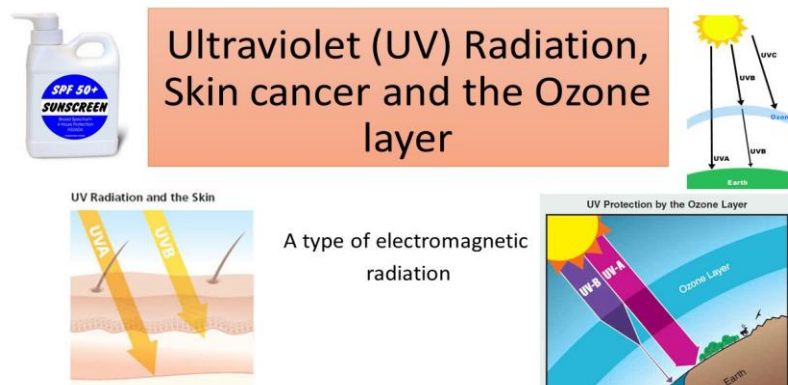 Ultraviolet (UV) Radiation,
Skin cancer and the Ozone
layer
SPF 50+
SUNSCREEN
Broad Spectrum
UVC
UVB
Ozone
UVA
UVB
Earth
UV Radiation and the Skin
UVA
UVB
A type of electromagnetic
radiation
UV Protection by the Ozone Layer
UV-B
UV-A
Ozone Layer
Earth